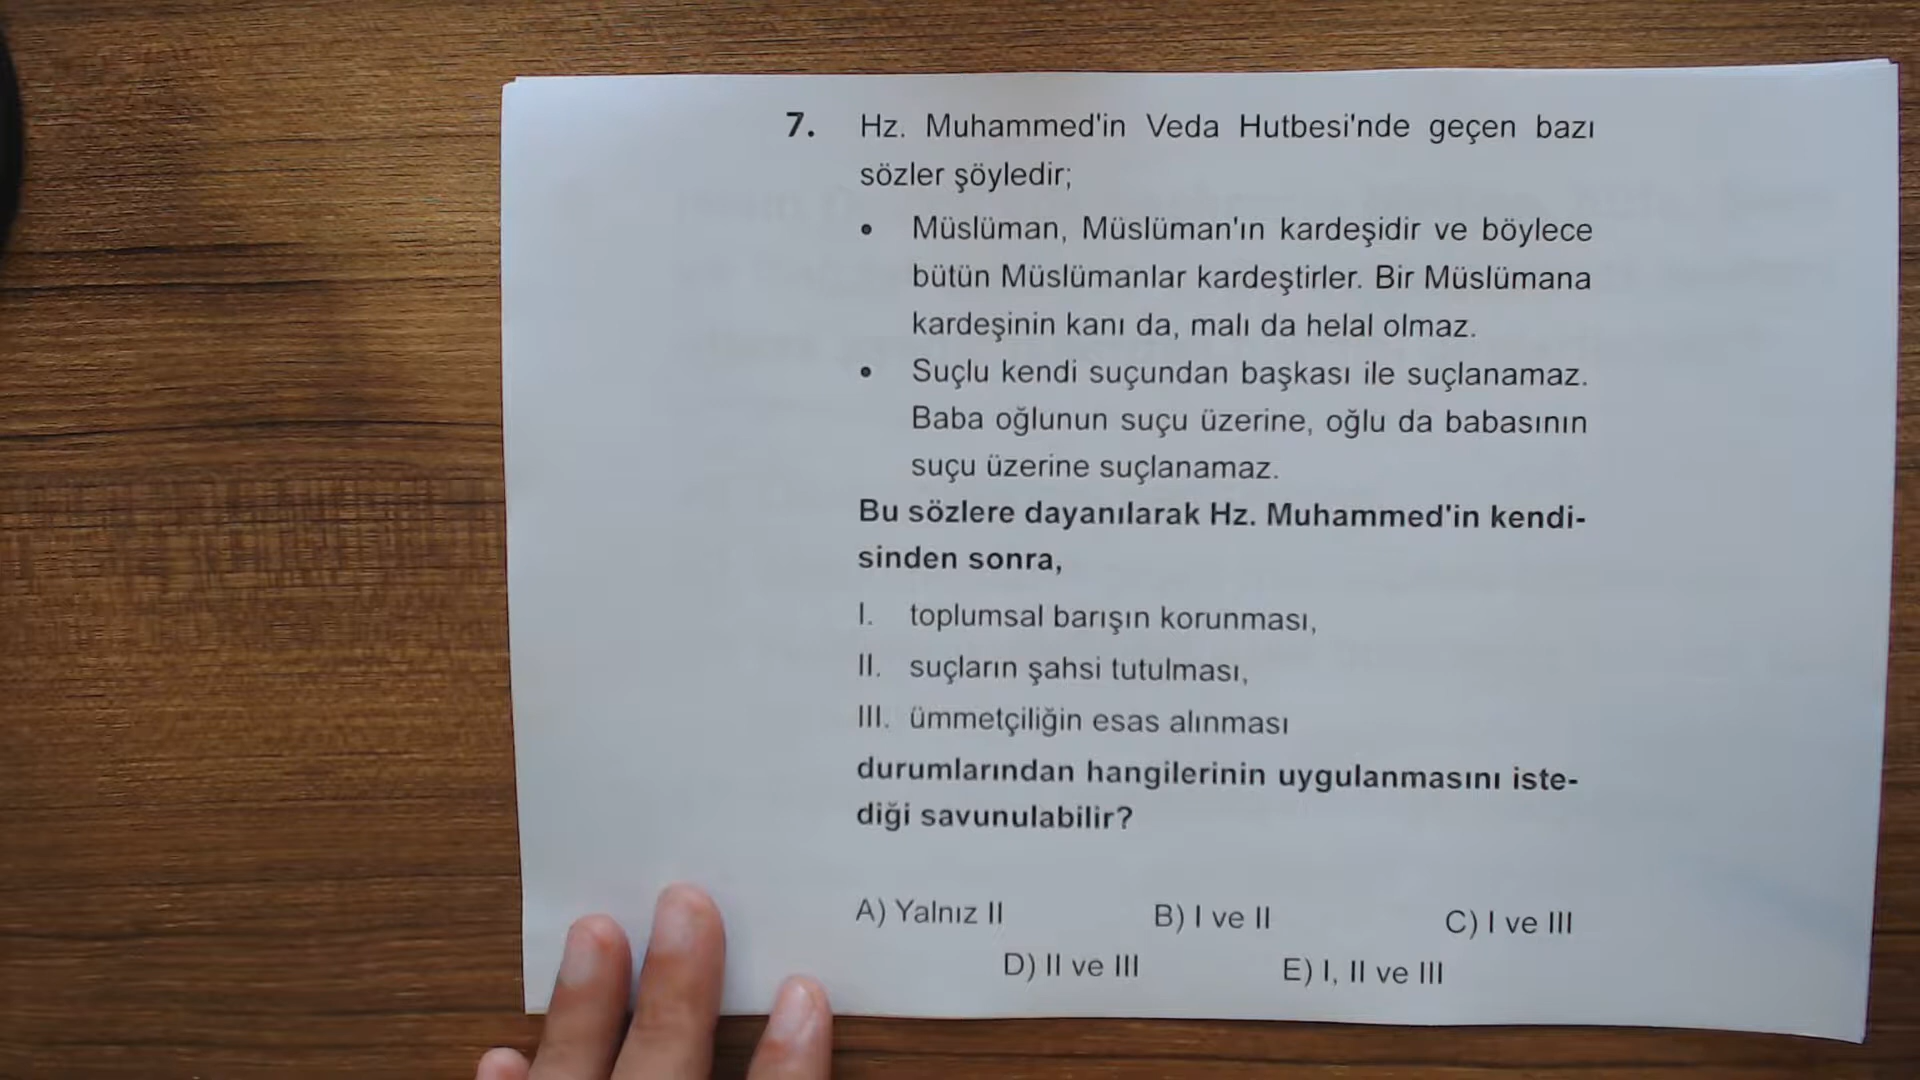 7. Hz. Muhammed'in Veda Hutbesi'nde geçen bazı
sözler şöyledir;
• Müslüman, Müslüman'ın kardeşidir ve böylece
bütün Müslümanlar kardeştirler. Bir Müslümana
kardeşinin kanı da, malı da helal olmaz.
• Suçlu kendi suçundan başkası ile suçlanamaz.
Baba oğlunun suçu üzerine, oğlu da babasının
suçu üzerine suçlanamaz.
Bu sözlere dayanılarak Hz. Muhammed'in kendi-
sinden sonra,
I. toplumsal barışın korunması,
II. suçların şahsi tutulması,
III. ümmetçiliğin esas alınması
durumlarından hangilerinin uygulanmasını iste-
diği savunulabilir?
A) Yalnız II B) I ve II C) I ve III
D) II ve III E) I, II ve III